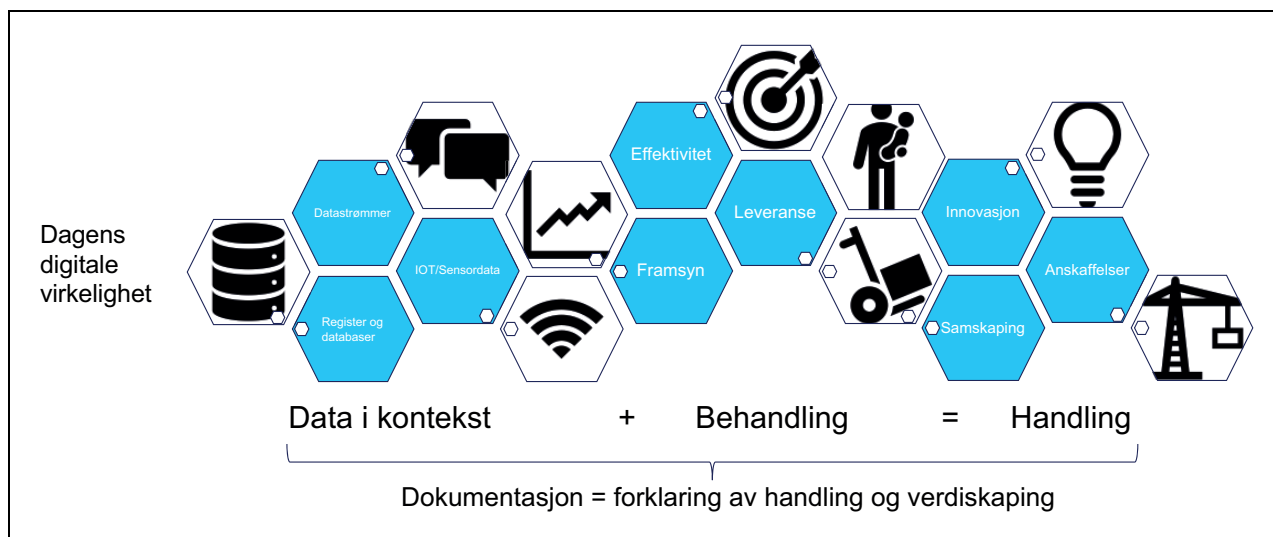 Dagens
digitale
virkelighet
Datastrømmer
Register og
databaser
IOT/Sensordata
Effektivitet
Framsyn
Leveranse
Innovasjon
Samskaping
Anskaffelser
Data i kontekst + Behandling = Handling
Dokumentasjon = forklaring av handling og verdiskaping